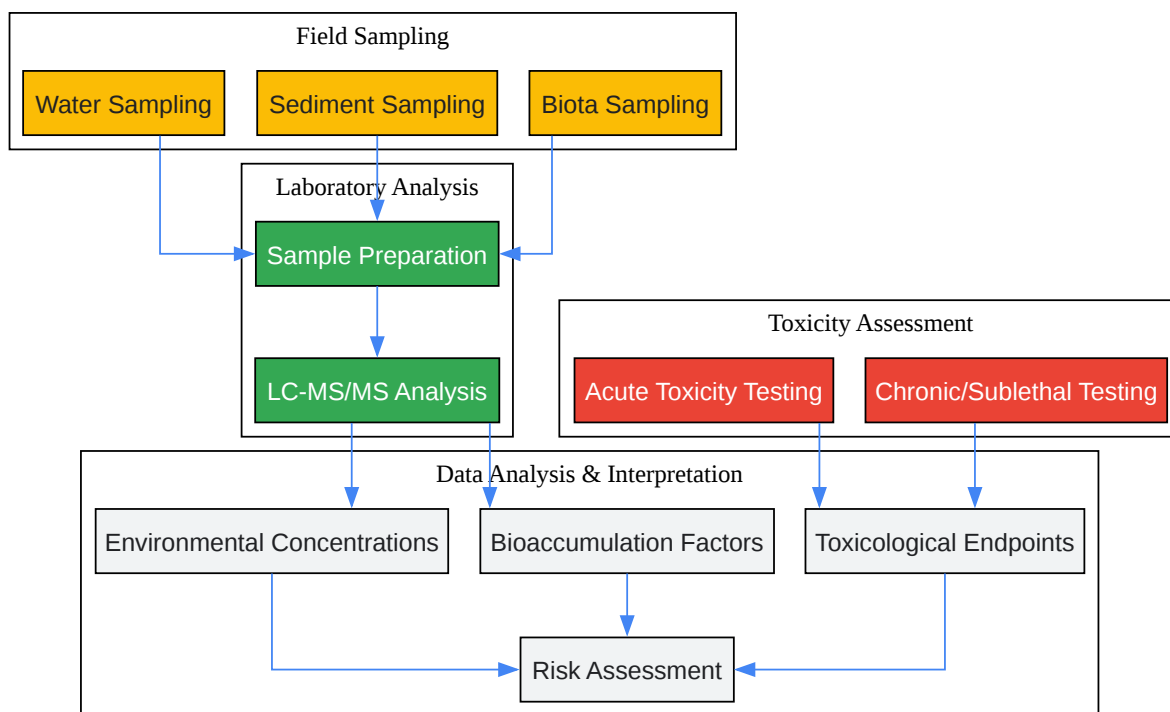 Field Sampling
Water Sampling
Sediment Sampling
Biota Sampling
Laboratory Analysis
Sample Preparation
LC-MS/MS Analysis
Toxicity Assessment
Acute Toxicity Testing
Chronic/Sublethal Testing
Data Analysis & Interpretation
Environmental Concentrations
Bioaccumulation Factors
Toxicological Endpoints
Risk Assessment